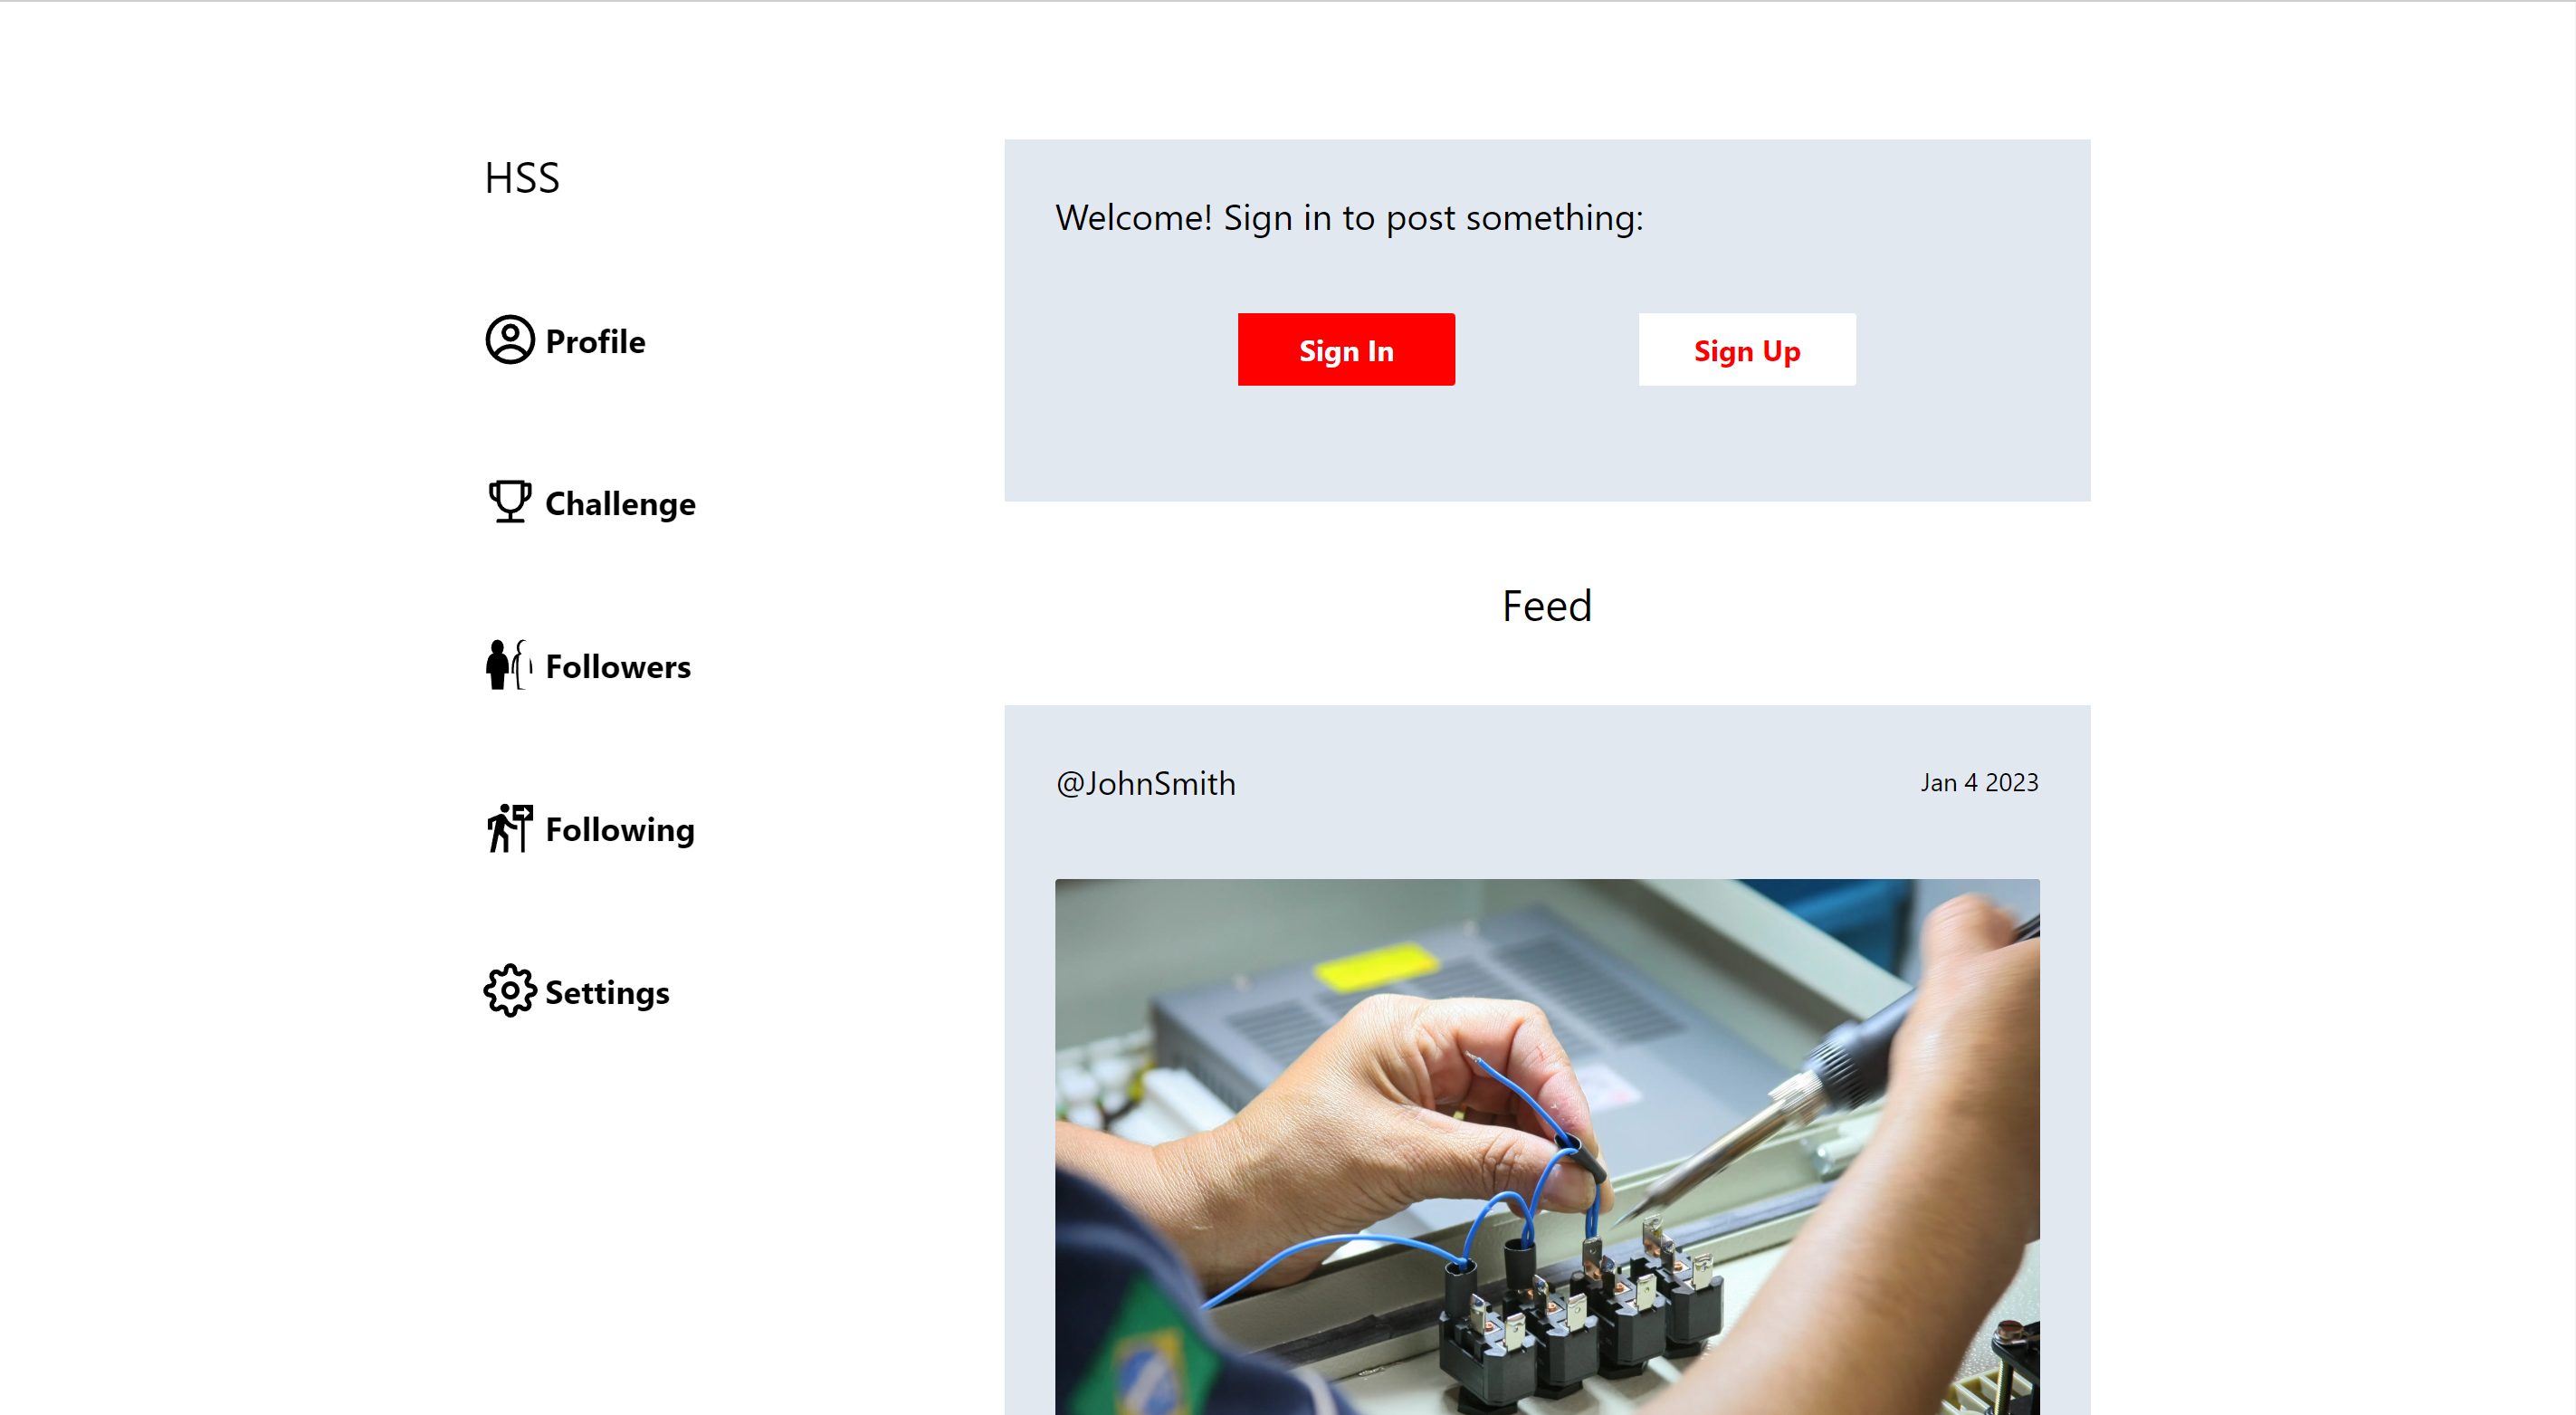 HSS
Profile
Challenge
Followers
Following
Settings
Welcome! Sign in to post something:
Sign In
Sign Up
Feed
@JohnSmith
Jan 4 2023